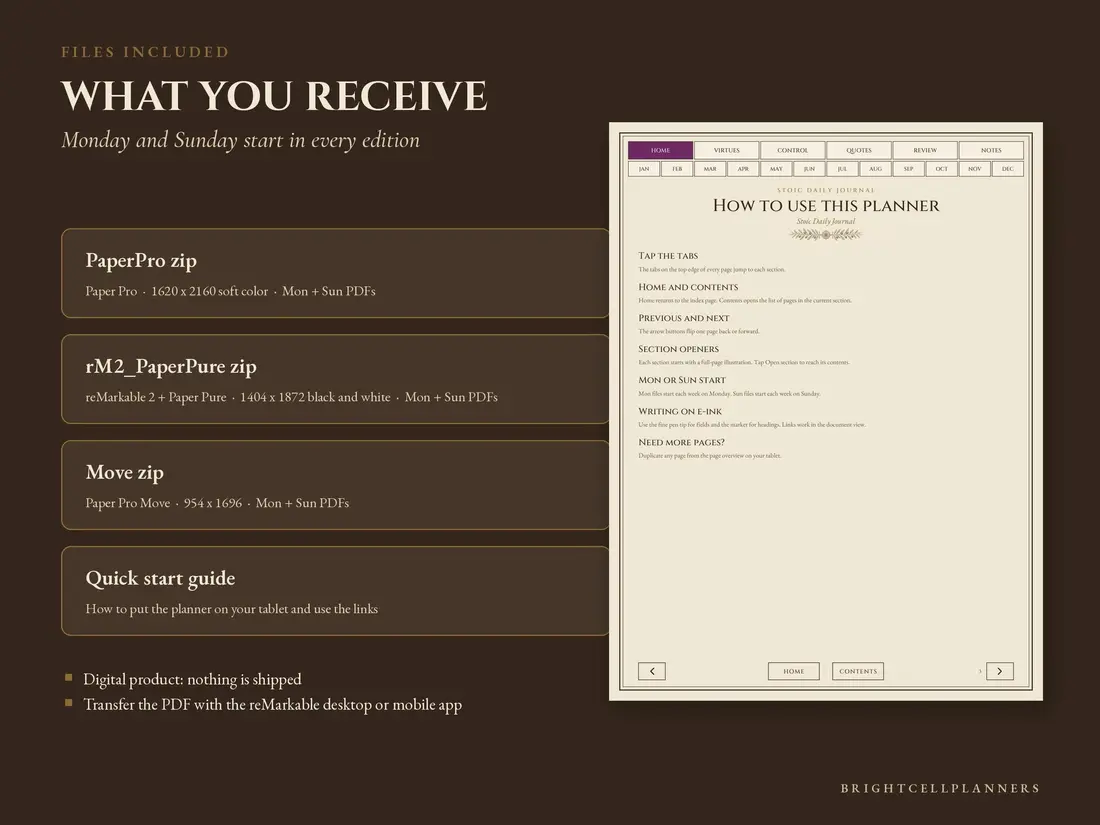 FILES INCLUDED
WHAT YOU RECEIVE
Monday and Sunday start in every edition
PaperPro zip
Paper Pro · 1620 x 2160 soft color · Mon + Sun PDFs
rM2_PaperPure zip
reMarkable 2 + Paper Pure · 1404 x 1872 black and white · Mon + Sun PDFs
Move zip
Paper Pro Move · 954 x 1696 · Mon + Sun PDFs
Quick start guide
How to put the planner on your tablet and use the links
Digital product: nothing is shipped
Transfer the PDF with the reMarkable desktop or mobile app
HOME VIRTUES CONTROL QUOTES REVIEW NOTES
JAN FEB MAR APR MAY JUN JUL AUG SEP OCT NOV DEC
STOIC DAILY JOURNAL
How to use this planner
Stoic Daily Journal
Tap the tabs
The tabs on the top edge of every page jump to each section.
Home and contents
Home returns to the index page. Contents opens the list of pages in the current section.
Previous and next
The arrow buttons flip one page back or forward.
Section openers
Each section starts with a full-page illustration. Tap Open section to reach its contents.
Mon or Sun start
Mon files start each week on Monday. Sun files start each week on Sunday.
Writing on e-ink
Use the fine pen tip for fields and the marker for headings. Links work in the document view.
Need more pages?
Duplicate any page from the page overview on your tablet.
HOME CONTENTS
BRIGHTCELLPLANNERS